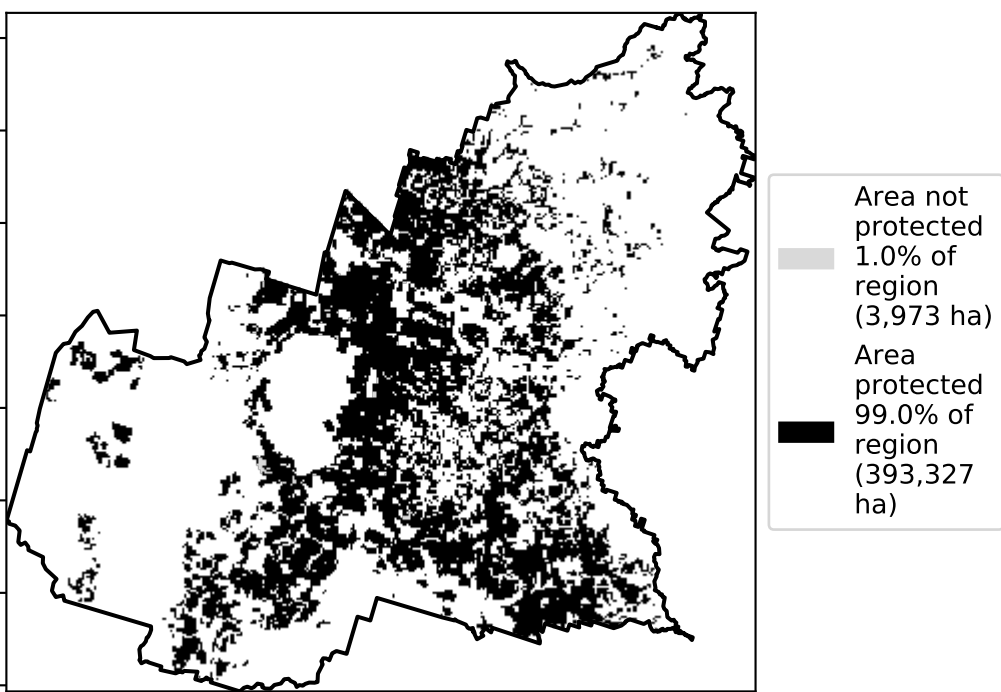 Area not
protected
1.0% of
region
(3,973 ha)
Area
protected
99.0% of
region
(393,327
ha)